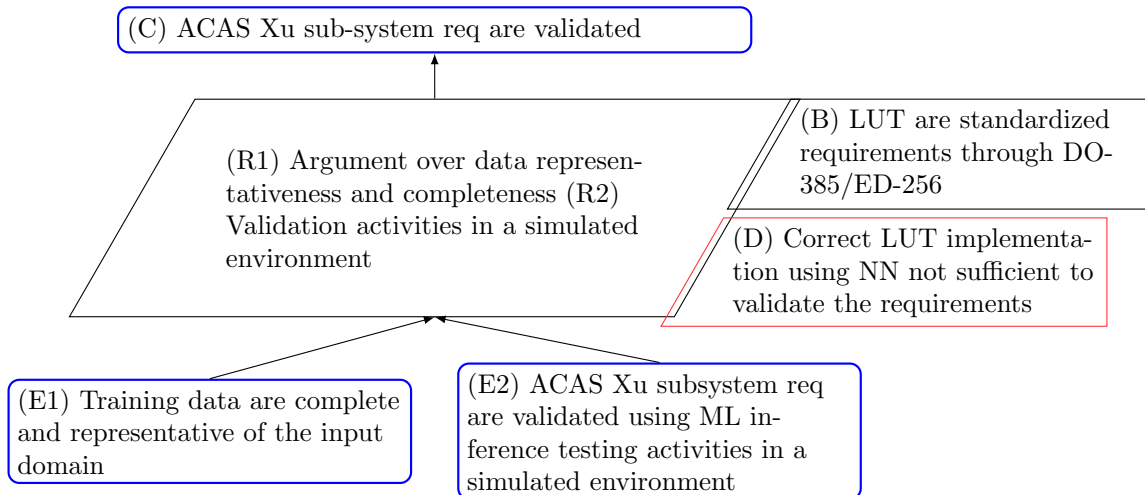 (C) ACAS Xu sub-system req are validated
(R1) Argument over data represen-
tativeness and completeness (R2)
Validation activities in a simulated
environment
(B) LUT are standardized
requirements through DO-
385/ED-256
(D) Correct LUT implementa-
tion using NN not sufficient to
validate the requirements
(E1) Training data are complete
and representative of the input
domain
(E2) ACAS Xu subsystem req
are validated using ML in-
ference testing activities in a
simulated environment